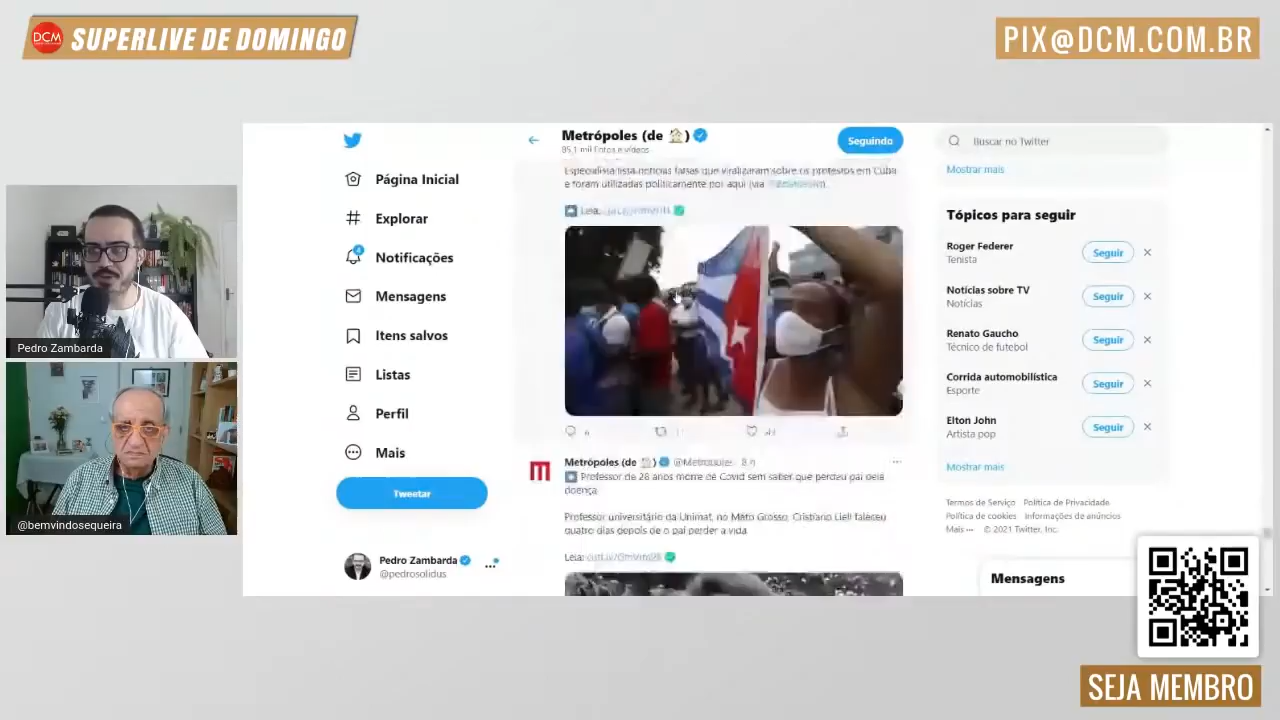 DCM
SUPERLIVE DE DOMINGO
PIX@DCM.COM.BR
Pedro Zambarda
@bemvindosequeira
Página Inicial
Explorar
Notificações
Mensagens
Itens salvos
Listas
Perfil
Mais
Tweetar
Pedro Zambarda
@pedrosolidus
Metrópoles (de
)
Seguindo
Especialista lista notícias falsas que viralizaram sobre os protestos em Cuba
e foram utilizadas politicamente por aqui (via
Leia:
6
Metrópoles (de
) @Metropoles · 8 h
Professor de 28 anos morre de Covid sem saber que perdeu pai pela
doença
Professor universitário da Unimat, no Mato Grosso, Cristiano
faleceu
quatro dias depois de o pai perder a vida
Leia:
Buscar no Twitter
Mostrar mais
Tópicos para seguir
Roger Federer
Tenista
Seguir
Notícias sobre TV
Notícias
Seguir
Renato Gaucho
Técnico de futebol
Seguir
Corrida automobilística
Esporte
Seguir
Elton John
Artista pop
Seguir
Mostrar mais
Termos de Serviço Política de Privacidade
Política de cookies Informações de anúncios
Mais ··· © 2021 Twitter, Inc.
Mensagens
SEJA MEMBRO